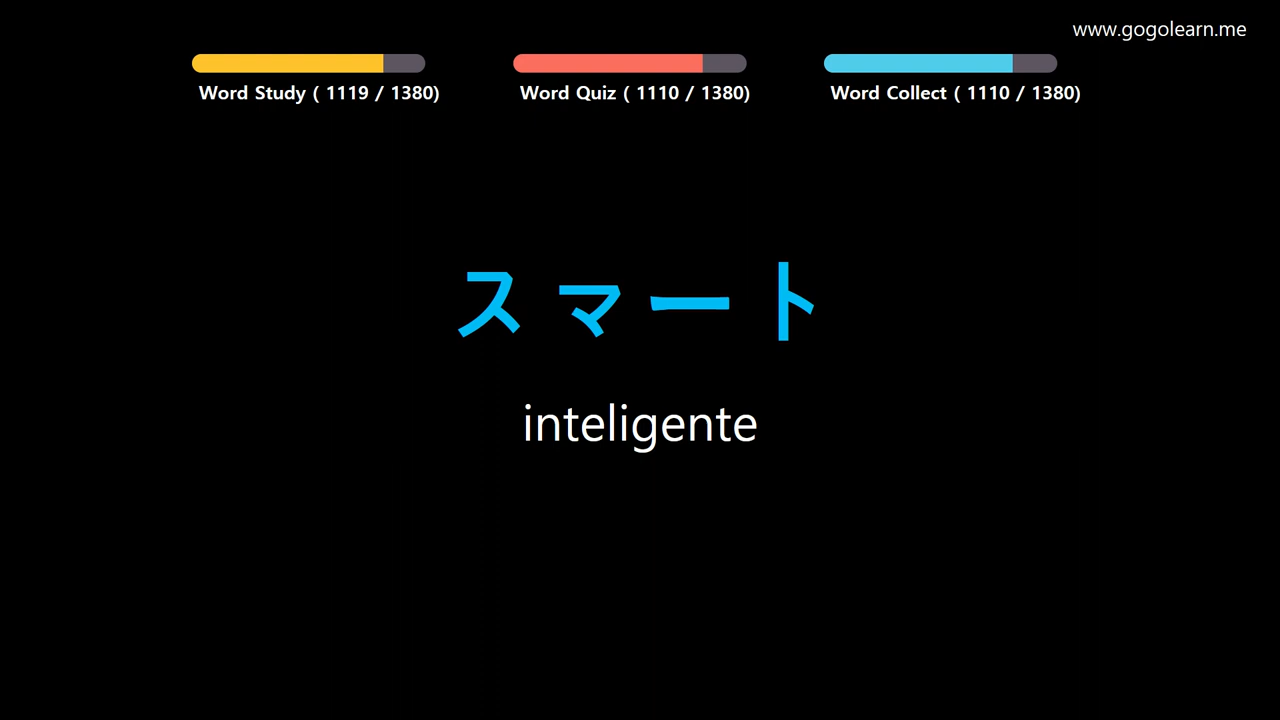 www.gogolearn.me
Word Study ( 1119 / 1380)
Word Quiz ( 1110 / 1380)
Word Collect ( 1110 / 1380)
スマート
inteligente